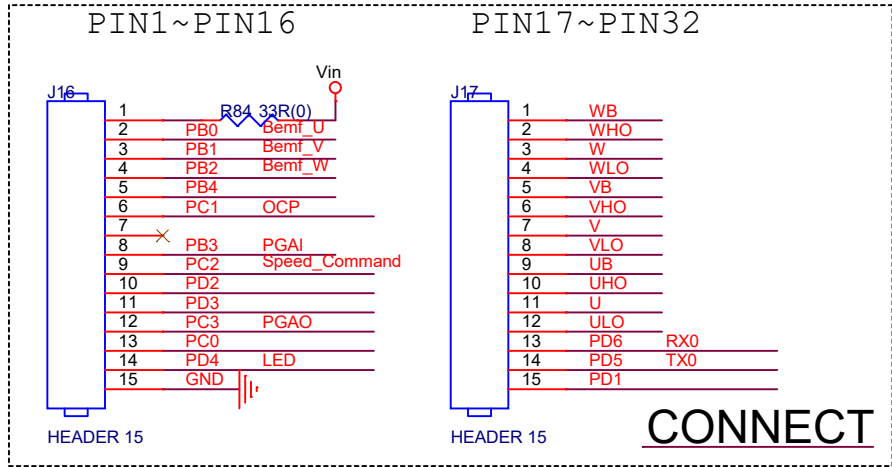 PIN1~PIN16
PIN17~PIN32
Vin
J16
1 R84 33R(0)
2 PB0 Bemf_U
3 PB1 Bemf_V
4 PB2 Bemf_W
5 PB4
6 PC1 OCP
7
8 PB3 PGAI
9 PC2 Speed_Command
10 PD2
11 PD3
12 PC3 PGAO
13 PC0
14 PD4 LED
15 GND
HEADER 15
J17
1 WB
2 WHO
3 W
4 WLO
5 VB
6 VHO
7 V
8 VLO
9 UB
10 UHO
11 U
12 ULO
13 PD6 RX0
14 PD5 TX0
15 PD1
HEADER 15
CONNECT